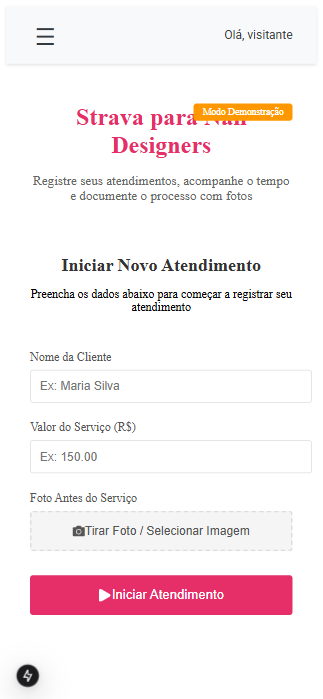 Olá, visitante
Modo Demonstração
Strava para Nail
Designers
Registre seus atendimentos, acompanhe o tempo
e documente o processo com fotos
Iniciar Novo Atendimento
Preencha os dados abaixo para começar a registrar seu
atendimento
Nome da Cliente
Ex: Maria Silva
Valor do Serviço (R$)
Ex: 150.00
Foto Antes do Serviço
Tirar Foto / Selecionar Imagem
Iniciar Atendimento